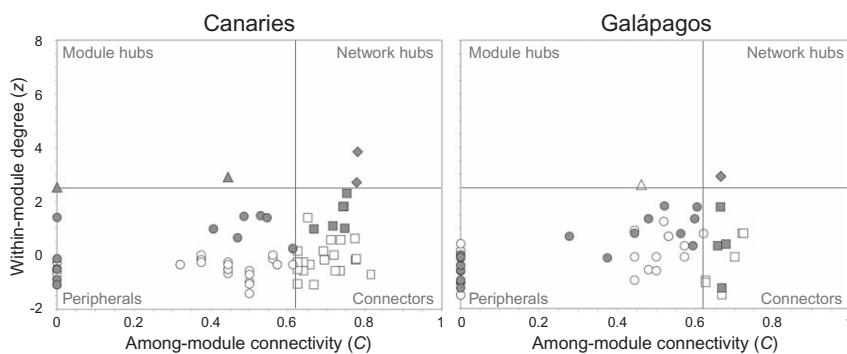 Canaries
Galápagos
8
6
4
2
0
-2
Within-module degree (z)
Module hubs
Network hubs
Peripherals
Connectors
Module hubs
Network hubs
Peripherals
Connectors
0 0.2 0.4 0.6 0.8 1
0 0.2 0.4 0.6 0.8 1
Among-module connectivity (C)
Among-module connectivity (C)